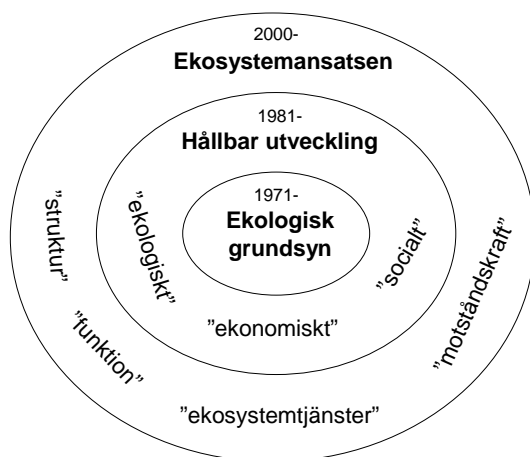 2000-
Ekosystemansatsen
1981-
Hållbar utveckling
1971-
Ekologisk
grundsyn
”struktur”
”ekologiskt”
”socialt”
”motståndskraft”
”ekonomiskt”
”funktion”
”ekosystemtjänster”